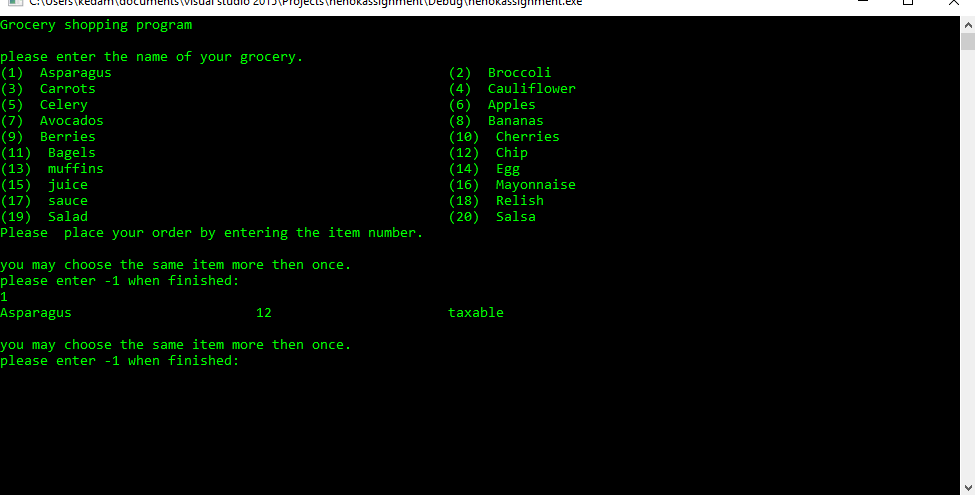 C:\Users\kedam\documents\visual studio 2015\Projects\henokassignment\Debug\henokassignment.exe
Grocery shopping program
please enter the name of your grocery.
(1) Asparagus (2) Broccoli
(3) Carrots (4) Cauliflower
(5) Celery (6) Apples
(7) Avocados (8) Bananas
(9) Berries (10) Cherries
(11) Bagels (12) Chip
(13) muffins (14) Egg
(15) juice (16) Mayonnaise
(17) sauce (18) Relish
(19) Salad (20) Salsa
Please  place your order by entering the item number.
you may choose the same item more then once.
please enter -1 when finished:
1
Asparagus 12 taxable
you may choose the same item more then once.
please enter -1 when finished: